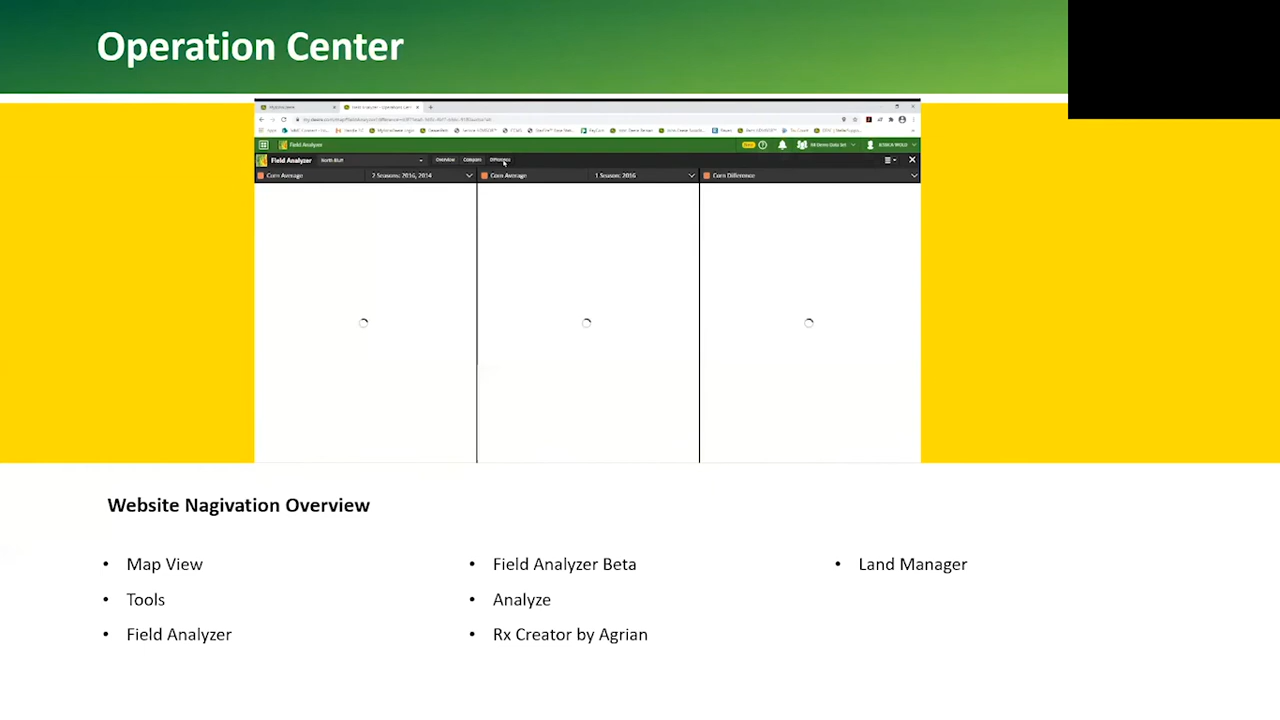 Operation Center
Field Analyzer
Field Analyzer North Bluff Overview Compare Difference
Corn Average 2 Seasons: 2016, 2014 Corn Average 1 Season: 2016 Corn Difference
Website Nagivation Overview
• Map View
• Tools
• Field Analyzer
• Field Analyzer Beta
• Analyze
• Rx Creator by Agrian
• Land Manager